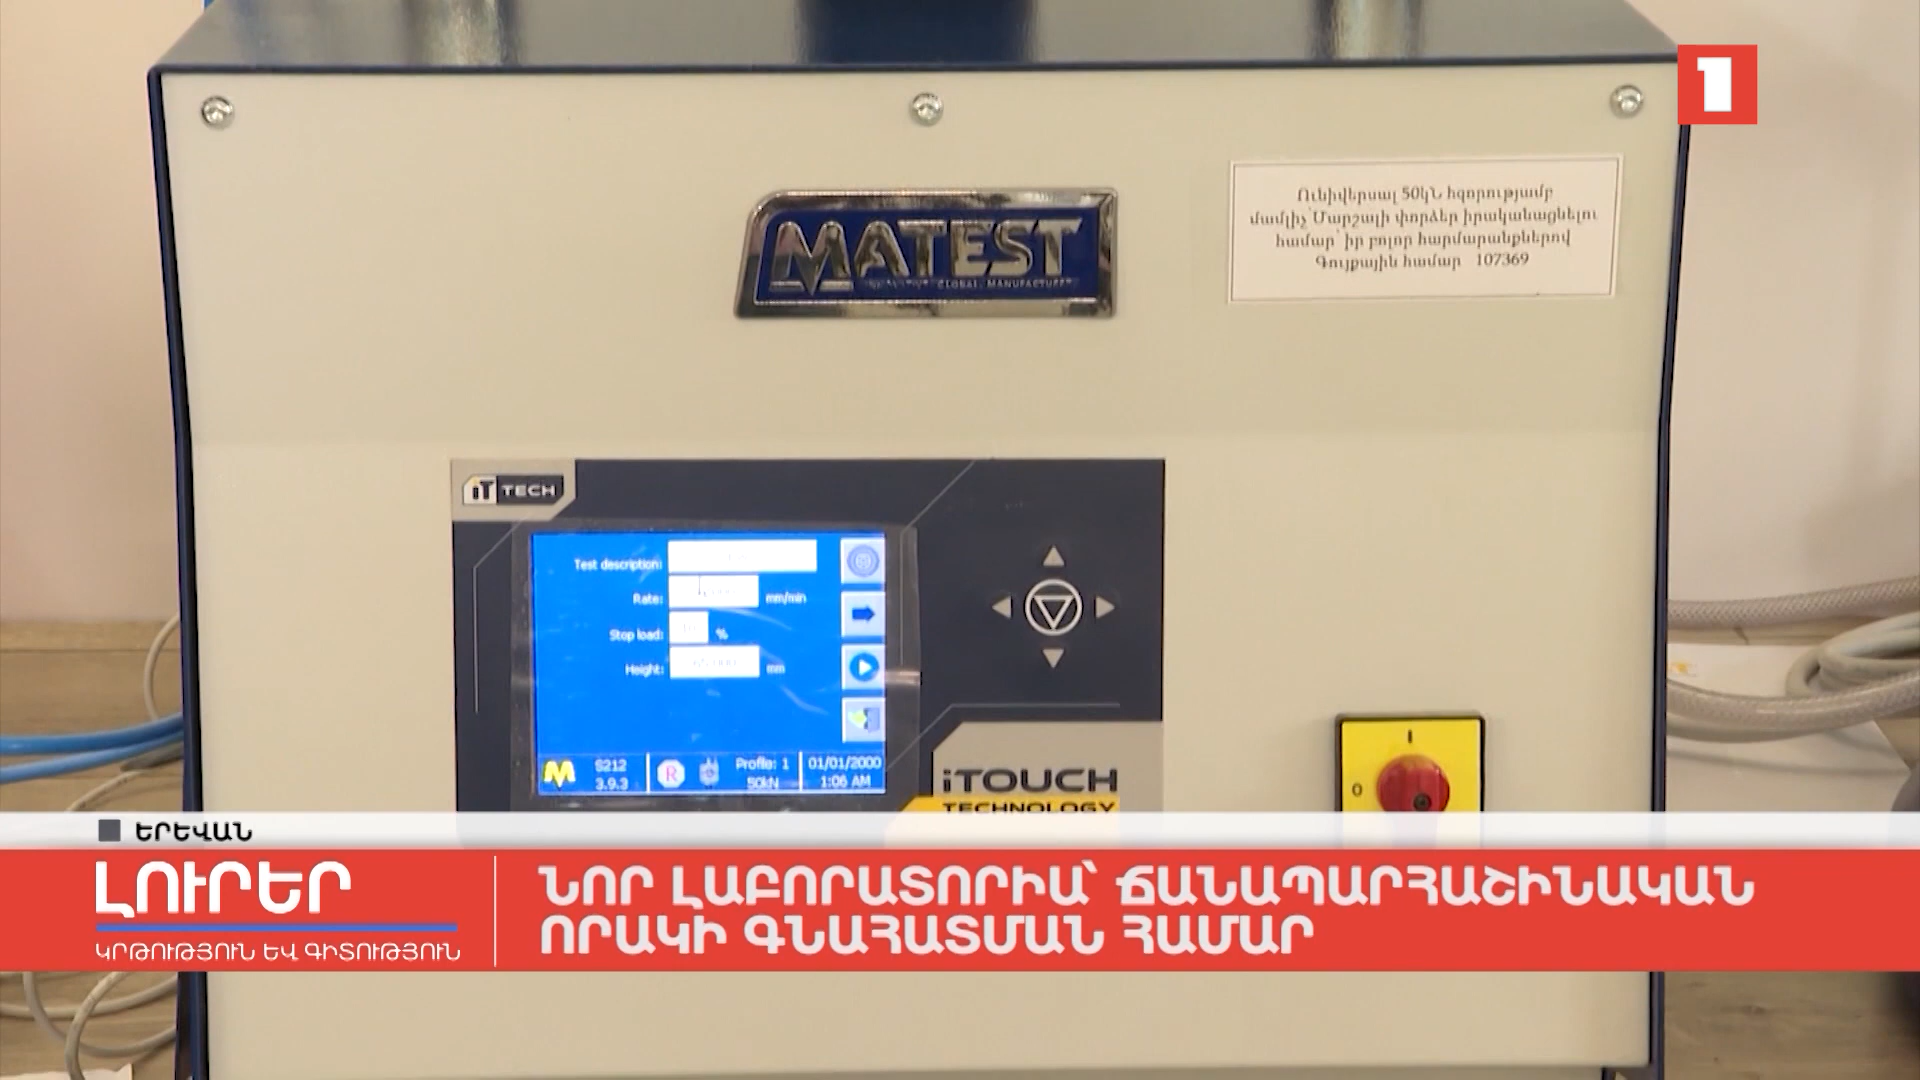 1
MATEST
GLOBAL MANUFACTURER
Ունիվերսալ 50կՆ հզորությամբ
մամլիչ՝ Մարշալի փորձեր իրականացնելու
համար՝ իր բոլոր հարմարանքներով
Գույքային համար 107369
iT TECH
Test description:
Rate: mm/min
Stop load: %
Height: mm
S212
3.9.3
R
Profile: 1
50kN
01/01/2000
1:06 AM
iTOUCH
TECHNOLOGY
I
O
ԵՐԵՎԱՆ
ԼՈՒՐԵՐ
ԿՐԹՈՒԹՅՈՒՆ ԵՎ ԳԻՏՈՒԹՅՈՒՆ
ՆՈՐ ԼԱԲՈՐԱՏՈՐԻԱ՝ ՃԱՆԱՊԱՐՀԱՇԻՆԱԿԱՆ
ՈՐԱԿԻ ԳՆԱՀԱՏՄԱՆ ՀԱՄԱՐ